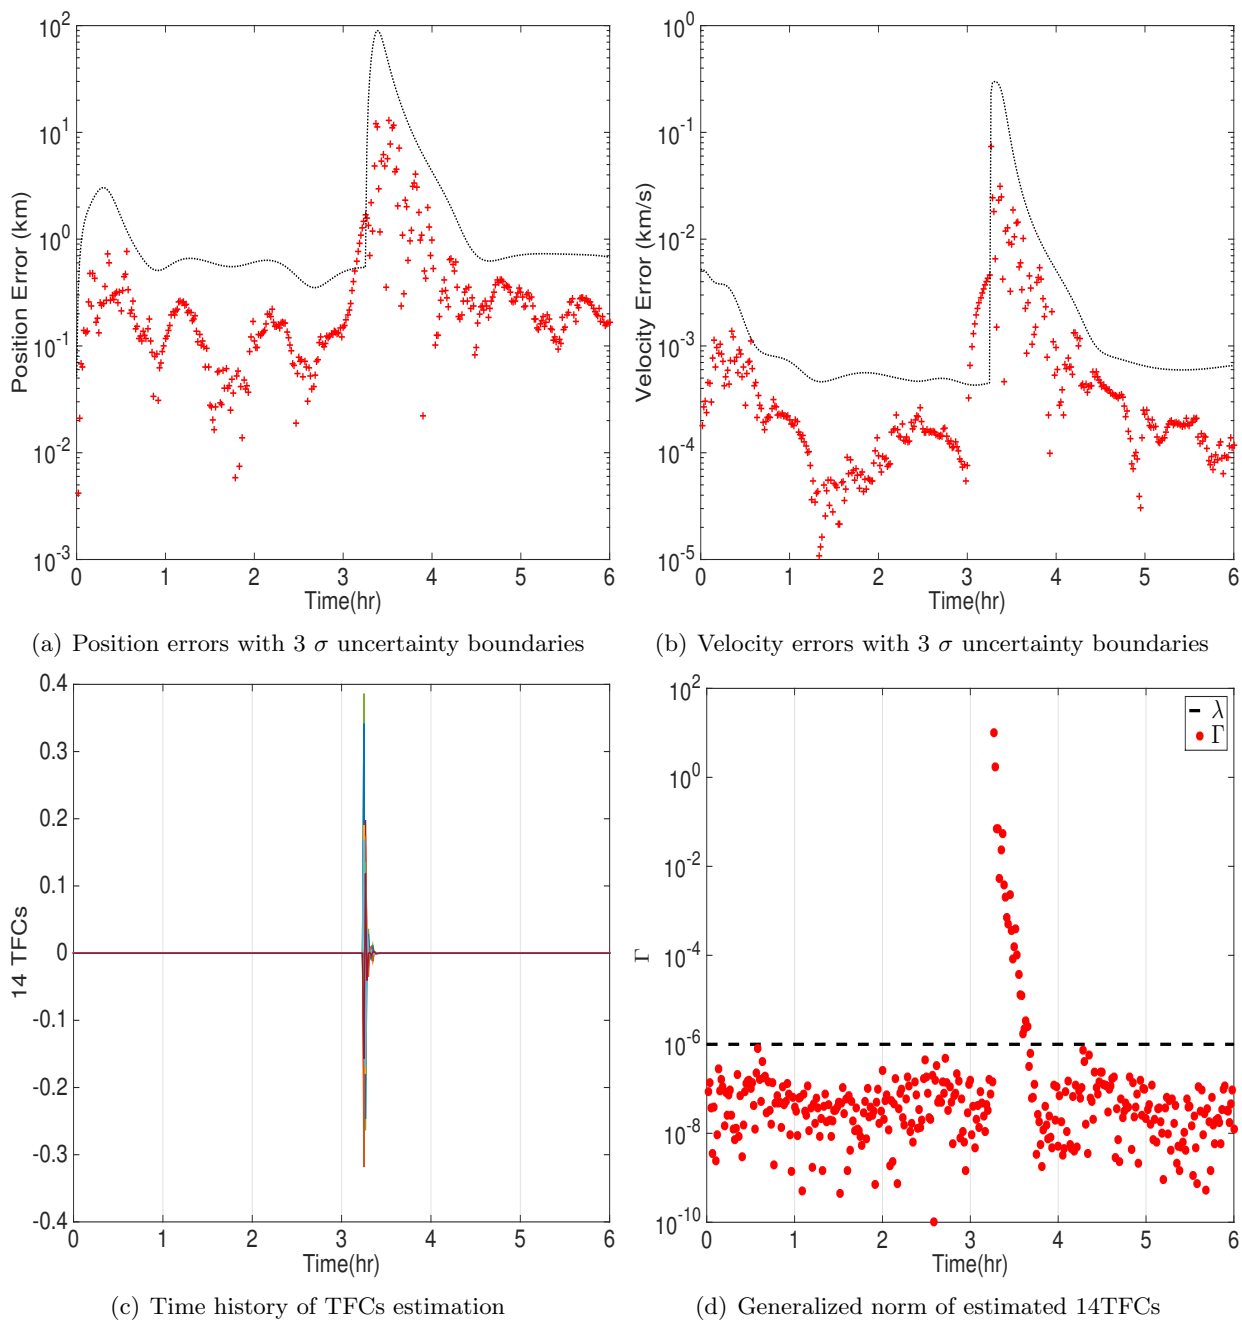 10^2
10^1
10^0
10^-1
10^-2
10^-3
Position Error (km)
0 1 2 3 4 5 6
Time(hr)
(a) Position errors with 3 σ uncertainty boundaries
10^0
10^-1
10^-2
10^-3
10^-4
10^-5
Velocity Error (km/s)
0 1 2 3 4 5 6
Time(hr)
(b) Velocity errors with 3 σ uncertainty boundaries
0.4
0.3
0.2
0.1
0
-0.1
-0.2
-0.3
-0.4
14 TFCs
0 1 2 3 4 5 6
Time(hr)
(c) Time history of TFCs estimation
10^2
10^0
10^-2
10^-4
10^-6
10^-8
10^-10
Γ
λ
Γ
0 1 2 3 4 5 6
Time(hr)
(d) Generalized norm of estimated 14TFCs